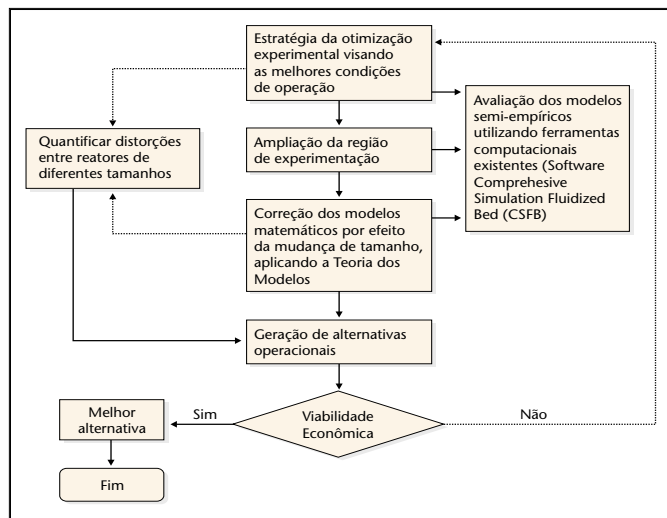 Estratégia da otimização
experimental visando
as melhores condições
de operação
Avaliação dos modelos
semi-empíricos
utilizando ferramentas
computacionais
existentes (Software
Comprehesive
Simulation Fluidized
Bed (CSFB)
Quantificar distorções
entre reatores de
diferentes tamanhos
Ampliação da região
de experimentação
Correção dos modelos
matemáticos por efeito
da mudança de tamanho,
aplicando a Teoria dos
Modelos
Geração de alternativas
operacionais
Melhor
alternativa
Sim
Viabilidade
Econômica
Não
Fim